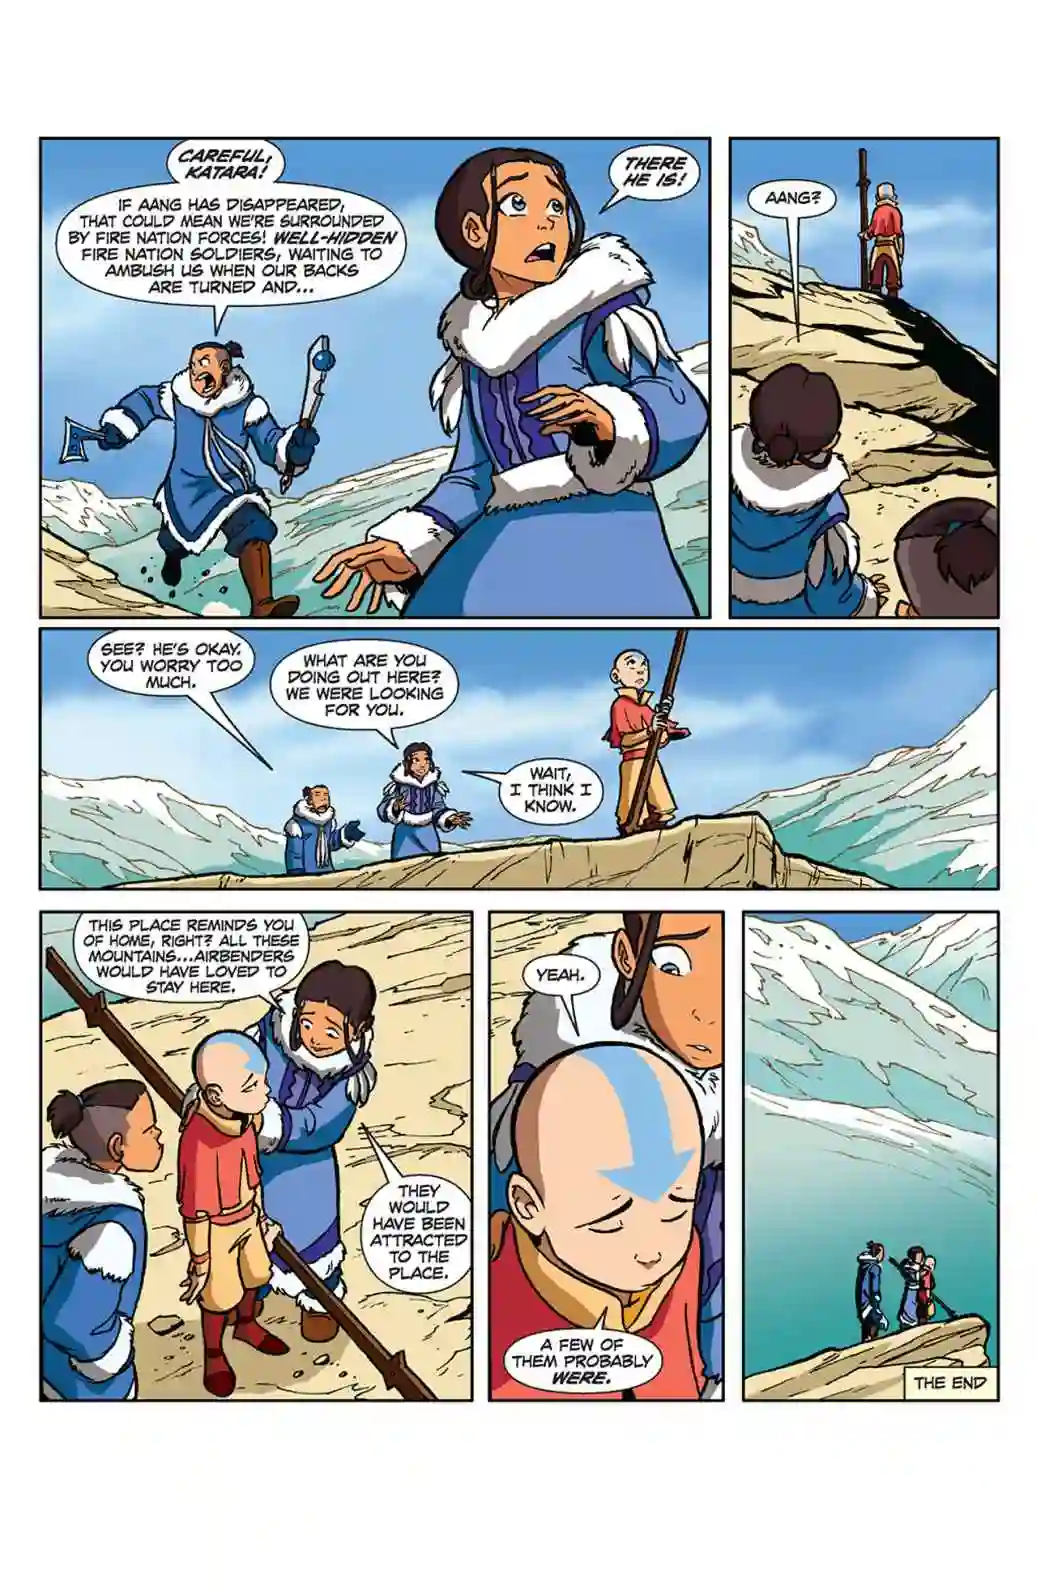 CAREFUL,
KATARA!
IF AANG HAS DISAPPEARED,
THAT COULD MEAN WE'RE SURROUNDED
BY FIRE NATION FORCES! WELL-HIDDEN
FIRE NATION SOLDIERS, WAITING TO
AMBUSH US WHEN OUR BACKS
ARE TURNED AND...
THERE
HE IS!
AANG?
SEE? HE'S OKAY.
YOU WORRY TOO
MUCH.
WHAT ARE YOU
DOING OUT HERE?
WE WERE LOOKING
FOR YOU.
WAIT,
I THINK I
KNOW.
THIS PLACE REMINDS YOU
OF HOME, RIGHT? ALL THESE
MOUNTAINS...AIRBENDERS
WOULD HAVE LOVED TO
STAY HERE.
THEY
WOULD
HAVE BEEN
ATTRACTED
TO THE
PLACE.
YEAH.
A FEW OF
THEM PROBABLY
WERE.
THE END